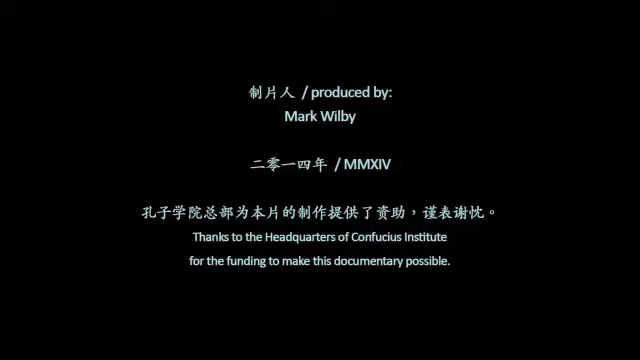 制片人 / produced by:
Mark Wilby
二零一四年 / MMXIV
孔子学院总部为本片的制作提供了资助，谨表谢忱。
Thanks to the Headquarters of Confucius Institute
for the funding to make this documentary possible.